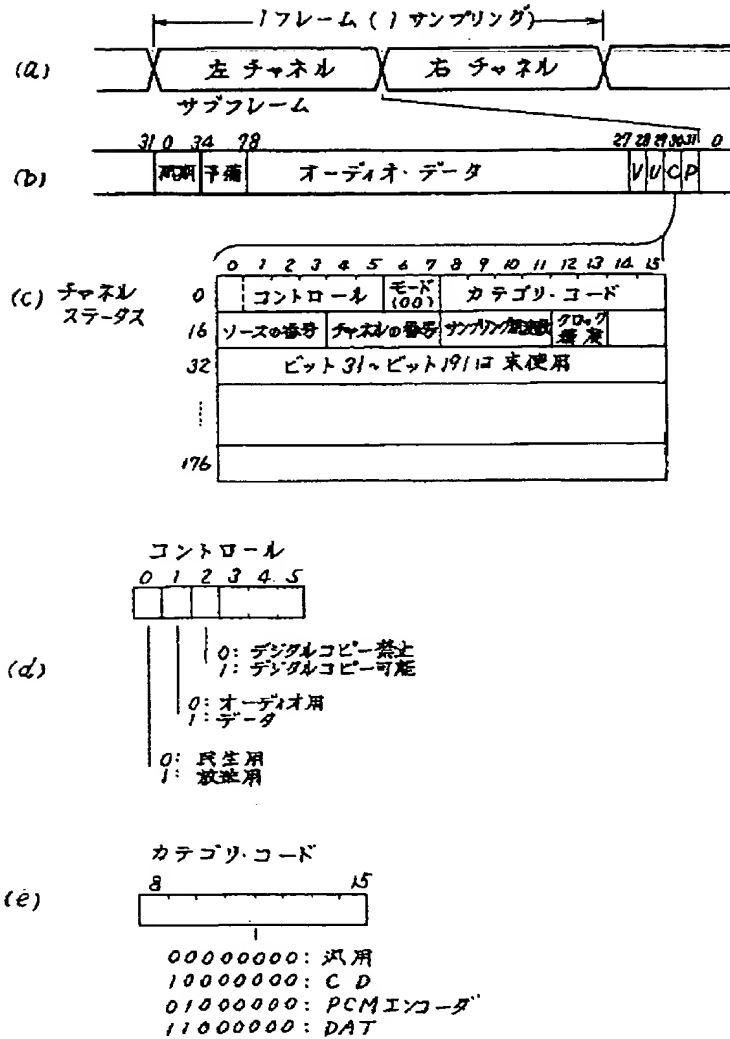 1フレーム(1サンプリング)
(a) 左チャネル 右チャネル
サブフレーム
31 0 34 78 27 28 29 30 31 0
(b) 同期 予備 オーディオ・データ V U C P
0 1 2 3 4 5 6 7 8 9 10 11 12 13 14 15
(c) チャネルステータス 0 コントロール モード(00) カテゴリ・コード
16 ソースの番号 チャネルの番号 サンプリング周波数 クロック精度
32 ビット31~ビット191は未使用
176
コントロール
0 1 2 3 4 5
(d)
0: デジタルコピー禁止
1: デジタルコピー可能
0: オーディオ用
1: データ
0: 民生用
1: 放送用
カテゴリ・コード
8 15
(e)
00000000: 汎用
10000000: CD
01000000: PCMエンコーダ
11000000: DAT